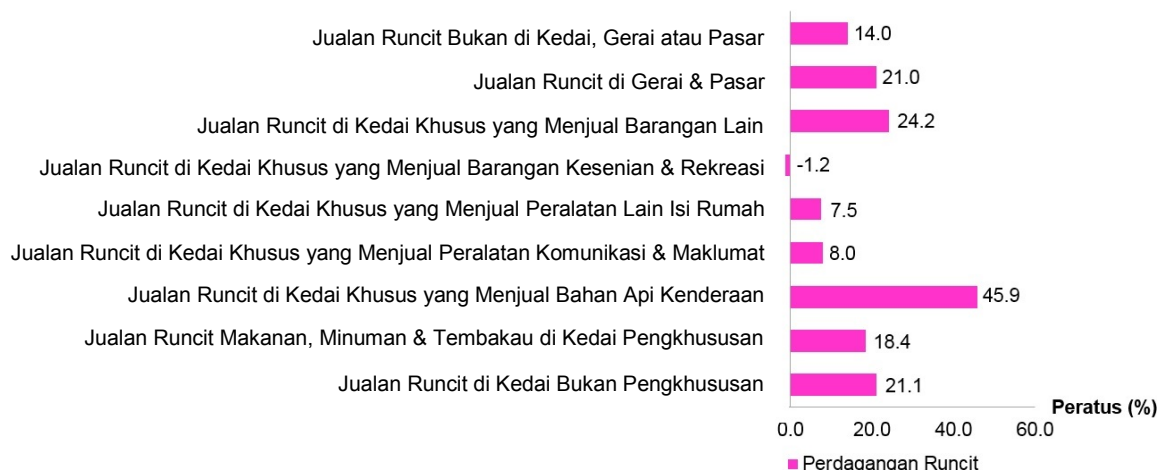 Jualan Runcit Bukan di Kedai, Gerai atau Pasar 14.0
Jualan Runcit di Gerai & Pasar 21.0
Jualan Runcit di Kedai Khusus yang Menjual Barangan Lain 24.2
Jualan Runcit di Kedai Khusus yang Menjual Barangan Kesenian & Rekreasi -1.2
Jualan Runcit di Kedai Khusus yang Menjual Peralatan Lain Isi Rumah 7.5
Jualan Runcit di Kedai Khusus yang Menjual Peralatan Komunikasi & Maklumat 8.0
Jualan Runcit di Kedai Khusus yang Menjual Bahan Api Kenderaan 45.9
Jualan Runcit Makanan, Minuman & Tembakau di Kedai Pengkhususan 18.4
Jualan Runcit di Kedai Bukan Pengkhususan 21.1
Peratus (%)
0.0 20.0 40.0 60.0
Perdagangan Runcit